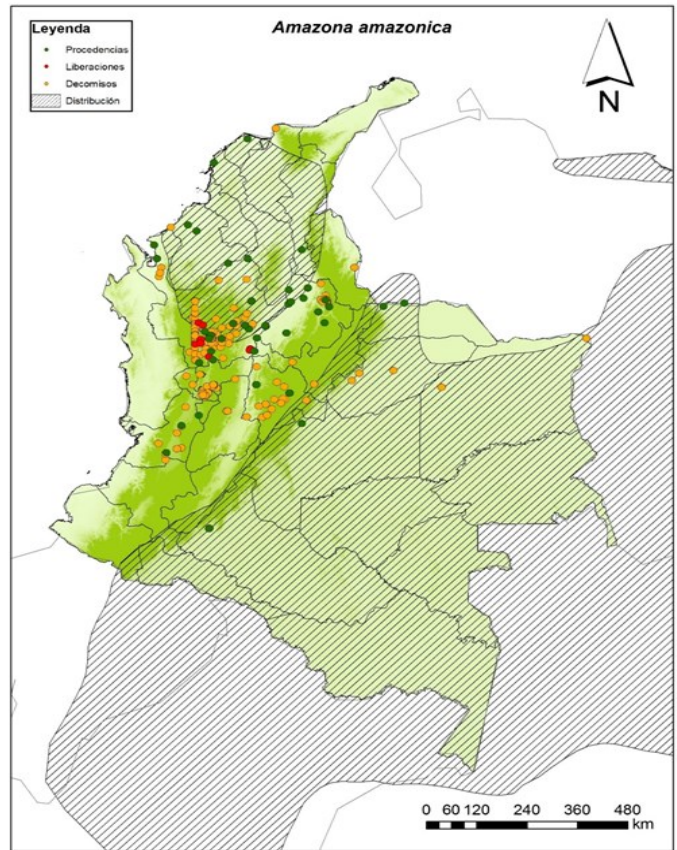 Leyenda
Procedencias
Liberaciones
Decomisos
Distribución
Amazona amazonica
N
0 60 120 240 360 480
km